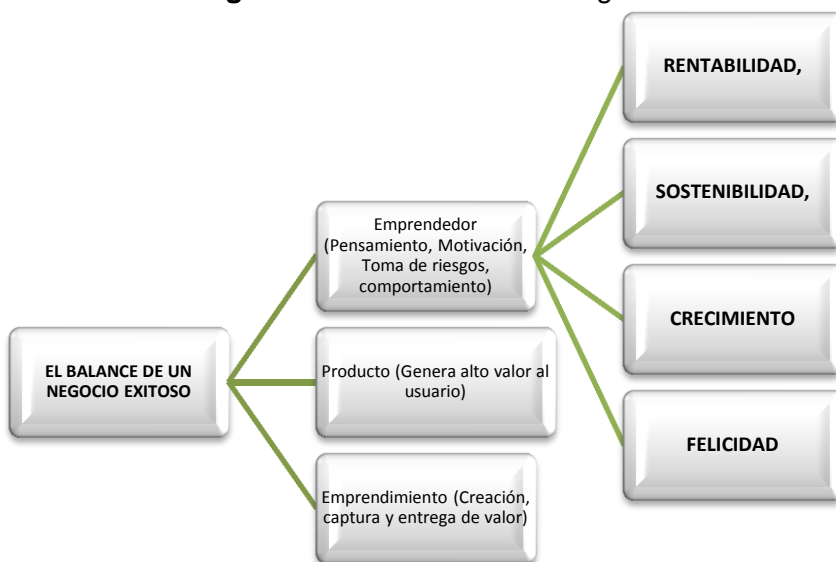 RENTABILIDAD,
SOSTENIBILIDAD,
Emprendedor
(Pensamiento, Motivación,
Toma de riesgos,
comportamiento)
CRECIMIENTO
EL BALANCE DE UN
NEGOCIO EXITOSO
Producto (Genera alto valor al
usuario)
FELICIDAD
Emprendimiento (Creación,
captura y entrega de valor)